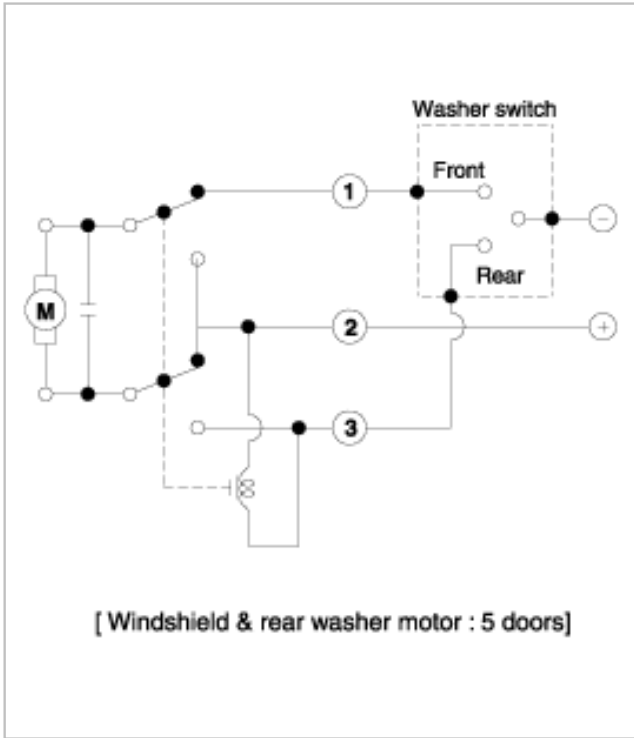 Washer switch
Front
1
−
Rear
M
2
+
3
[ Windshield & rear washer motor : 5 doors]